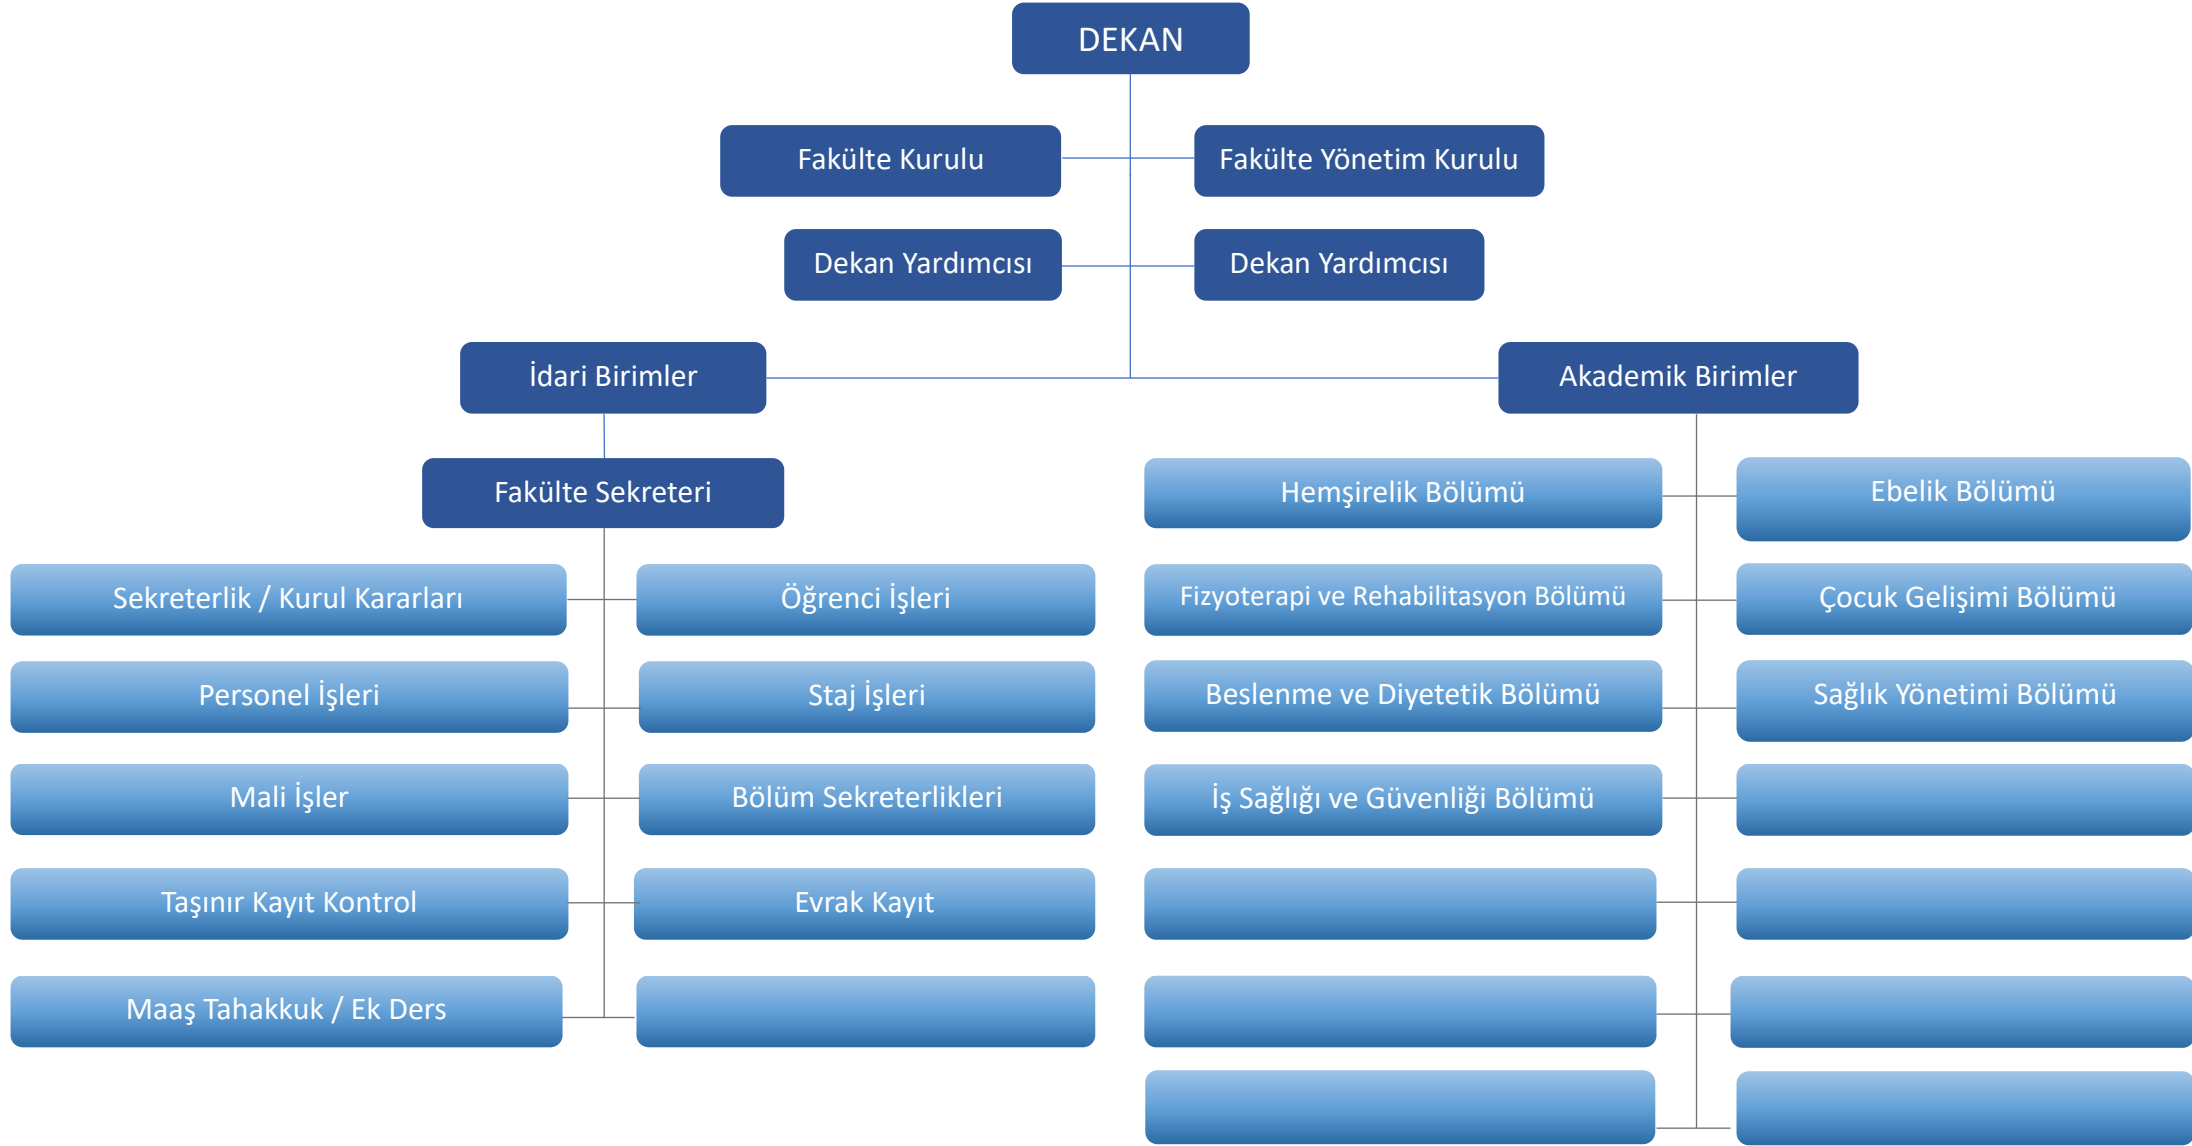 DEKAN
Fakülte Kurulu
Fakülte Yönetim Kurulu
Dekan Yardımcısı
Dekan Yardımcısı
İdari Birimler
Akademik Birimler
Fakülte Sekreteri
Hemşirelik Bölümü
Ebelik Bölümü
Sekreterlik / Kurul Kararları
Öğrenci İşleri
Fizyoterapi ve Rehabilitasyon Bölümü
Çocuk Gelişimi Bölümü
Personel İşleri
Staj İşleri
Beslenme ve Diyetetik Bölümü
Sağlık Yönetimi Bölümü
Mali İşler
Bölüm Sekreterlikleri
İş Sağlığı ve Güvenliği Bölümü
Taşınır Kayıt Kontrol
Evrak Kayıt
Maaş Tahakkuk / Ek Ders